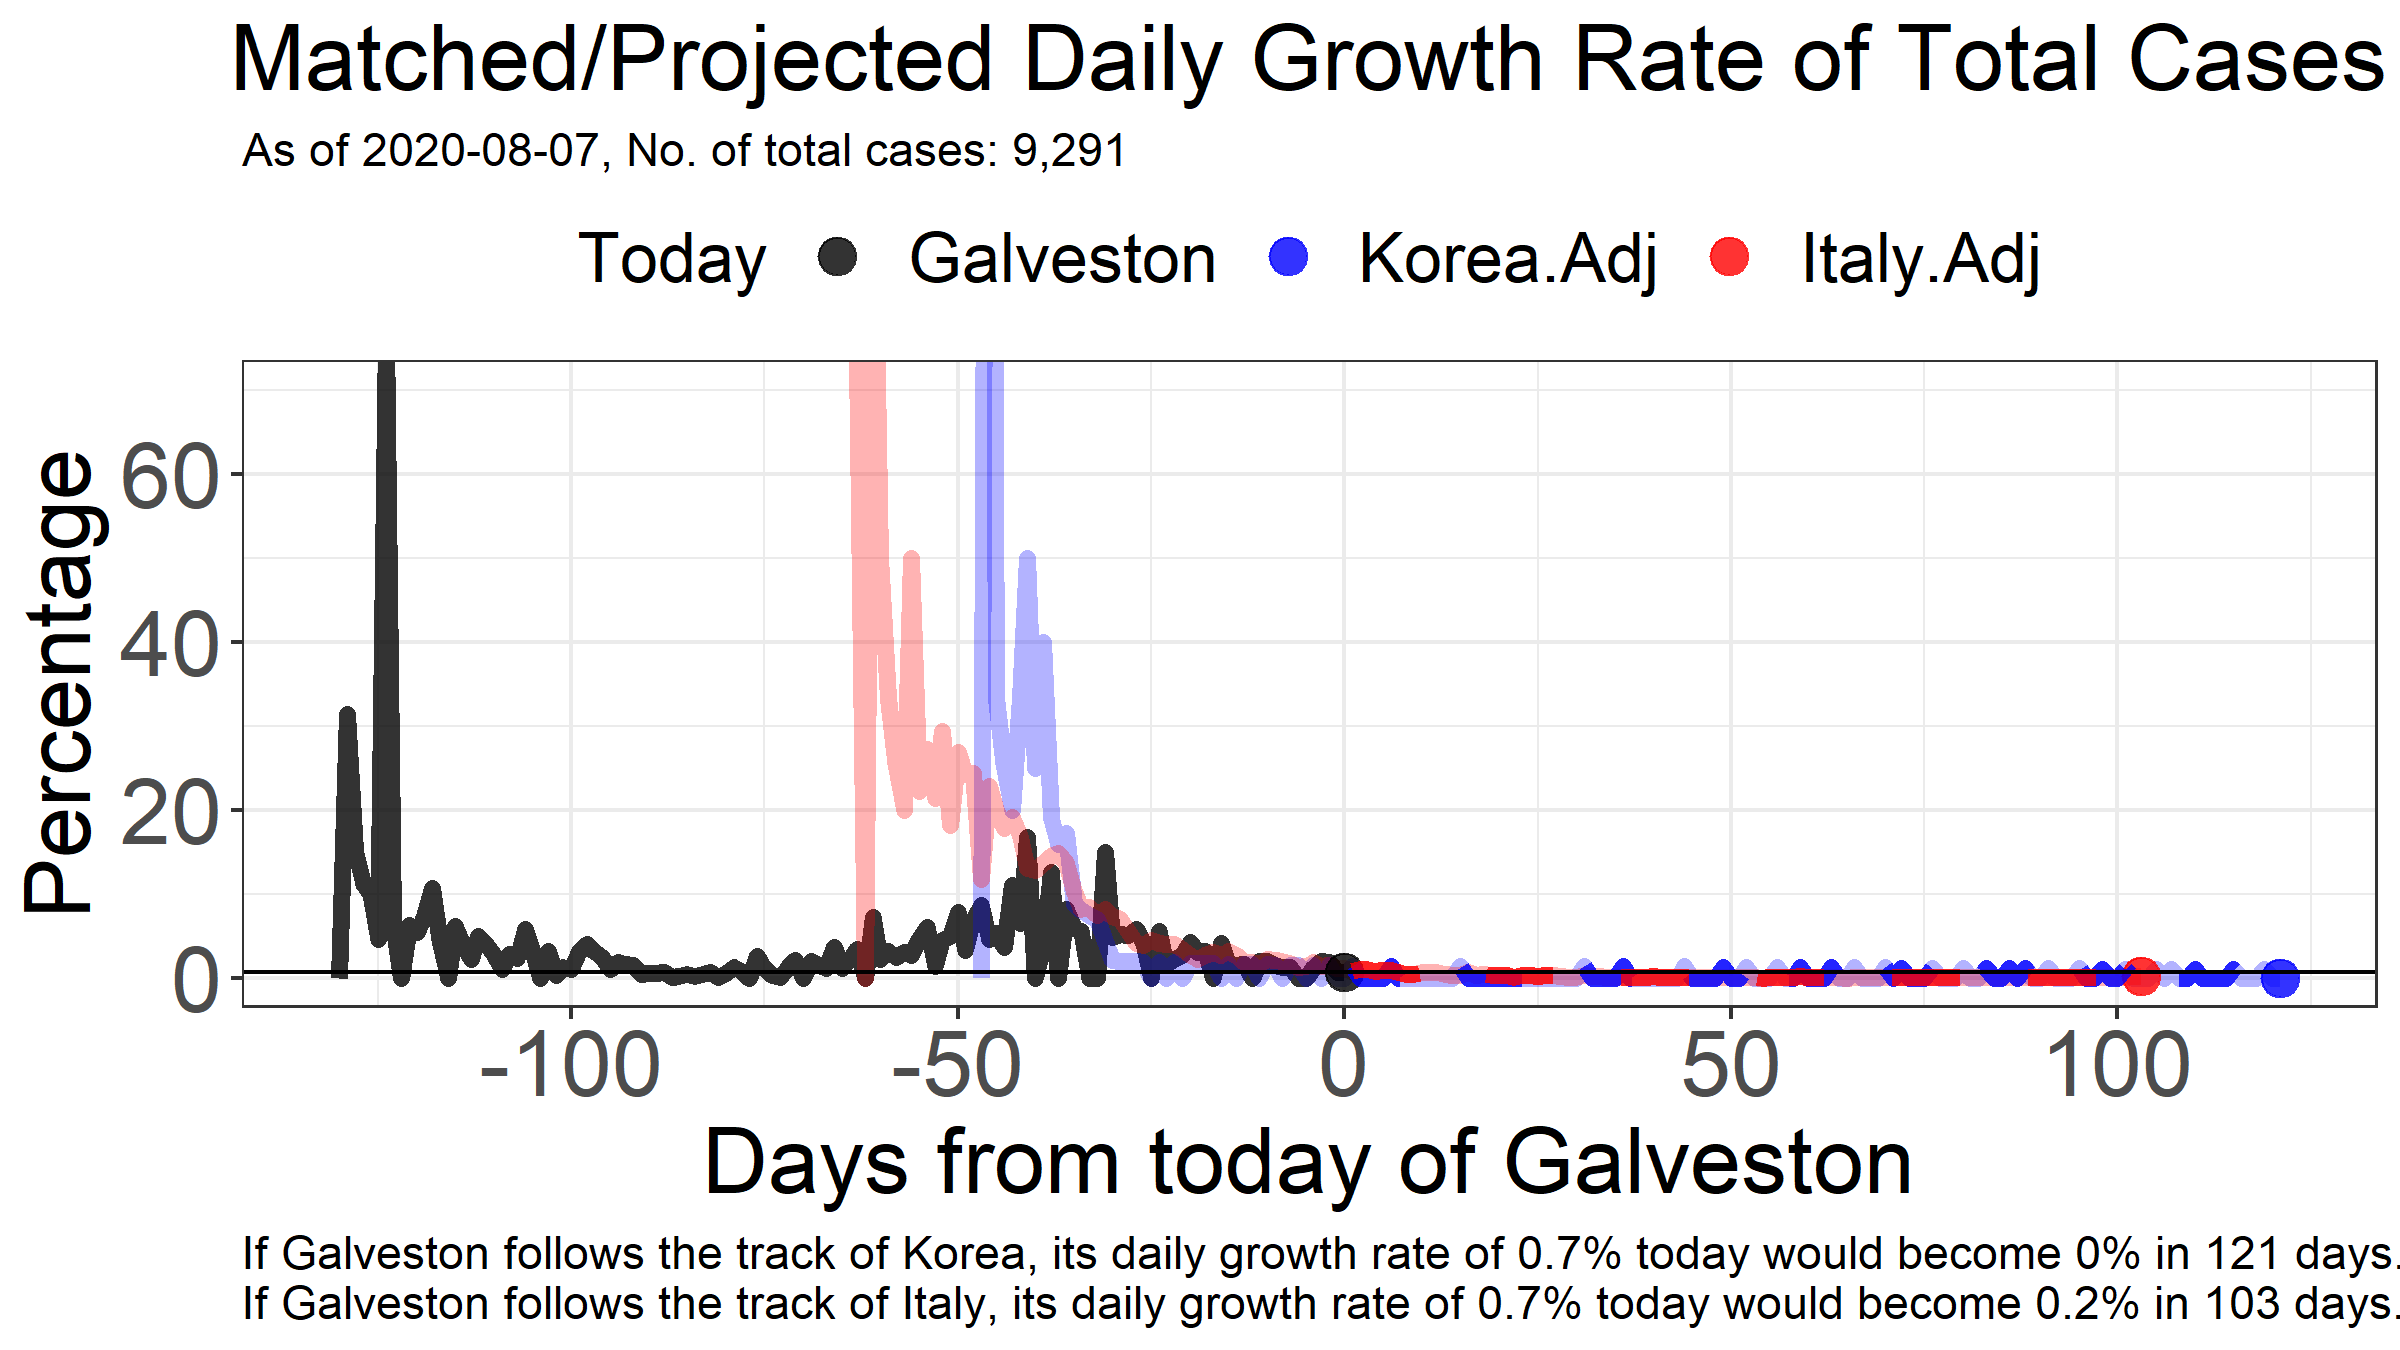 Matched/Projected Daily Growth Rate of Total Cases
As of 2020-08-07, No. of total cases: 9,291
Today Galveston Korea.Adj Italy.Adj
Percentage
60
40
20
0
-100 -50 0 50 100
Days from today of Galveston
If Galveston follows the track of Korea, its daily growth rate of 0.7% today would become 0% in 121 days.
If Galveston follows the track of Italy, its daily growth rate of 0.7% today would become 0.2% in 103 days.